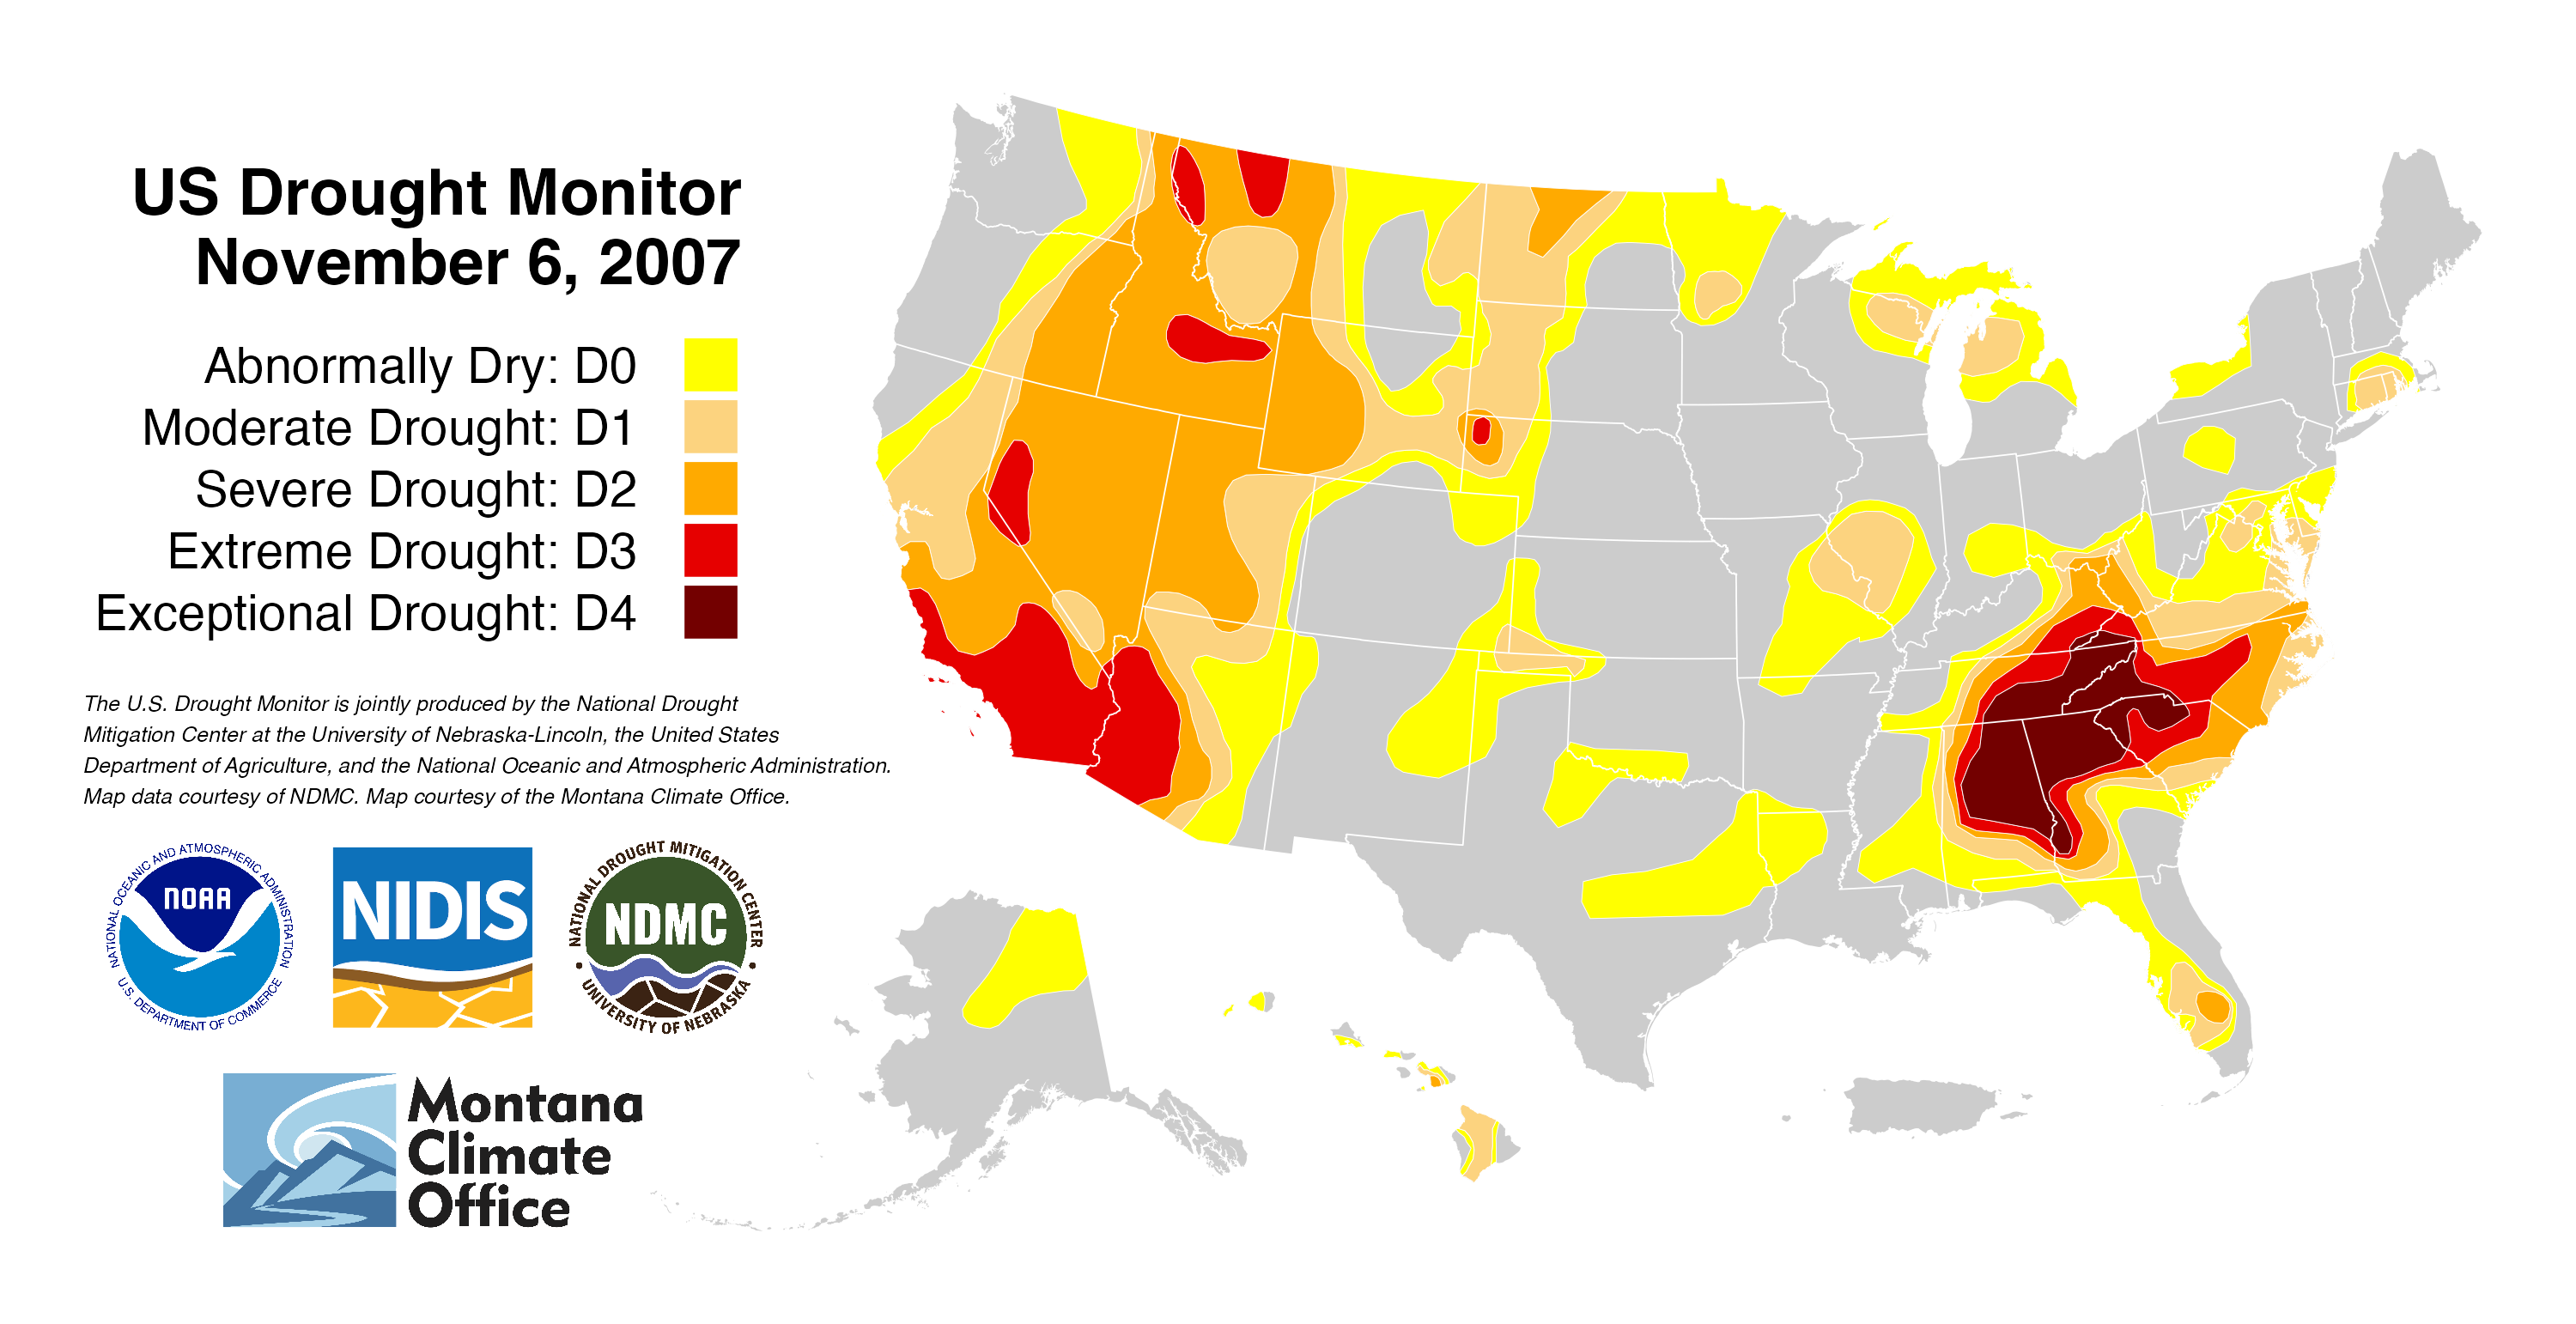 US Drought Monitor
November 6, 2007
Abnormally Dry: D0
Moderate Drought: D1
Severe Drought: D2
Extreme Drought: D3
Exceptional Drought: D4
The U.S. Drought Monitor is jointly produced by the National Drought
Mitigation Center at the University of Nebraska-Lincoln, the United States
Department of Agriculture, and the National Oceanic and Atmospheric Administration.
Map data courtesy of NDMC. Map courtesy of the Montana Climate Office.
NATIONAL OCEANIC AND ATMOSPHERIC ADMINISTRATION
NOAA
U.S. DEPARTMENT OF COMMERCE
NIDIS
NATIONAL DROUGHT MITIGATION CENTER
NDMC
UNIVERSITY OF NEBRASKA
Montana
Climate
Office